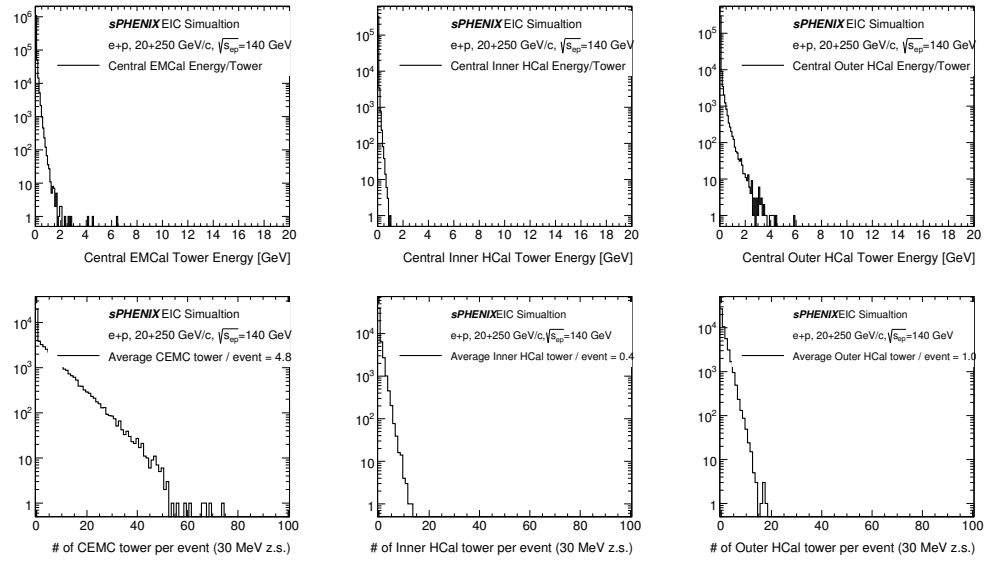 sPHENIX EIC Simualtion
e+p, 20+250 GeV/c, √s_ep=140 GeV
Central EMCal Energy/Tower
10^6
10^5
10^4
10^3
10^2
10
1
0 2 4 6 8 10 12 14 16 18 20
Central EMCal Tower Energy [GeV]
sPHENIX EIC Simualtion
e+p, 20+250 GeV/c, √s_ep=140 GeV
Central Inner HCal Energy/Tower
10^5
10^4
10^3
10^2
10
1
0 2 4 6 8 10 12 14 16 18 20
Central Inner HCal Tower Energy [GeV]
sPHENIX EIC Simualtion
e+p, 20+250 GeV/c, √s_ep=140 GeV
Central Outer HCal Energy/Tower
10^5
10^4
10^3
10^2
10
1
0 2 4 6 8 10 12 14 16 18 20
Central Outer HCal Tower Energy [GeV]
sPHENIX EIC Simualtion
e+p, 20+250 GeV/c, √s_ep=140 GeV
Average CEMC tower / event = 4.8
10^4
10^3
10^2
10
1
0 20 40 60 80 100
# of CEMC tower per event (30 MeV z.s.)
sPHENIX EIC Simualtion
e+p, 20+250 GeV/c, √s_ep=140 GeV
Average Inner HCal tower / event = 0.4
10^4
10^3
10^2
10
1
0 20 40 60 80 100
# of Inner HCal tower per event (30 MeV z.s.)
sPHENIX EIC Simualtion
e+p, 20+250 GeV/c, √s_ep=140 GeV
Average Outer HCal tower / event = 1.0
10^4
10^3
10^2
10
1
0 20 40 60 80 100
# of Outer HCal tower per event (30 MeV z.s.)